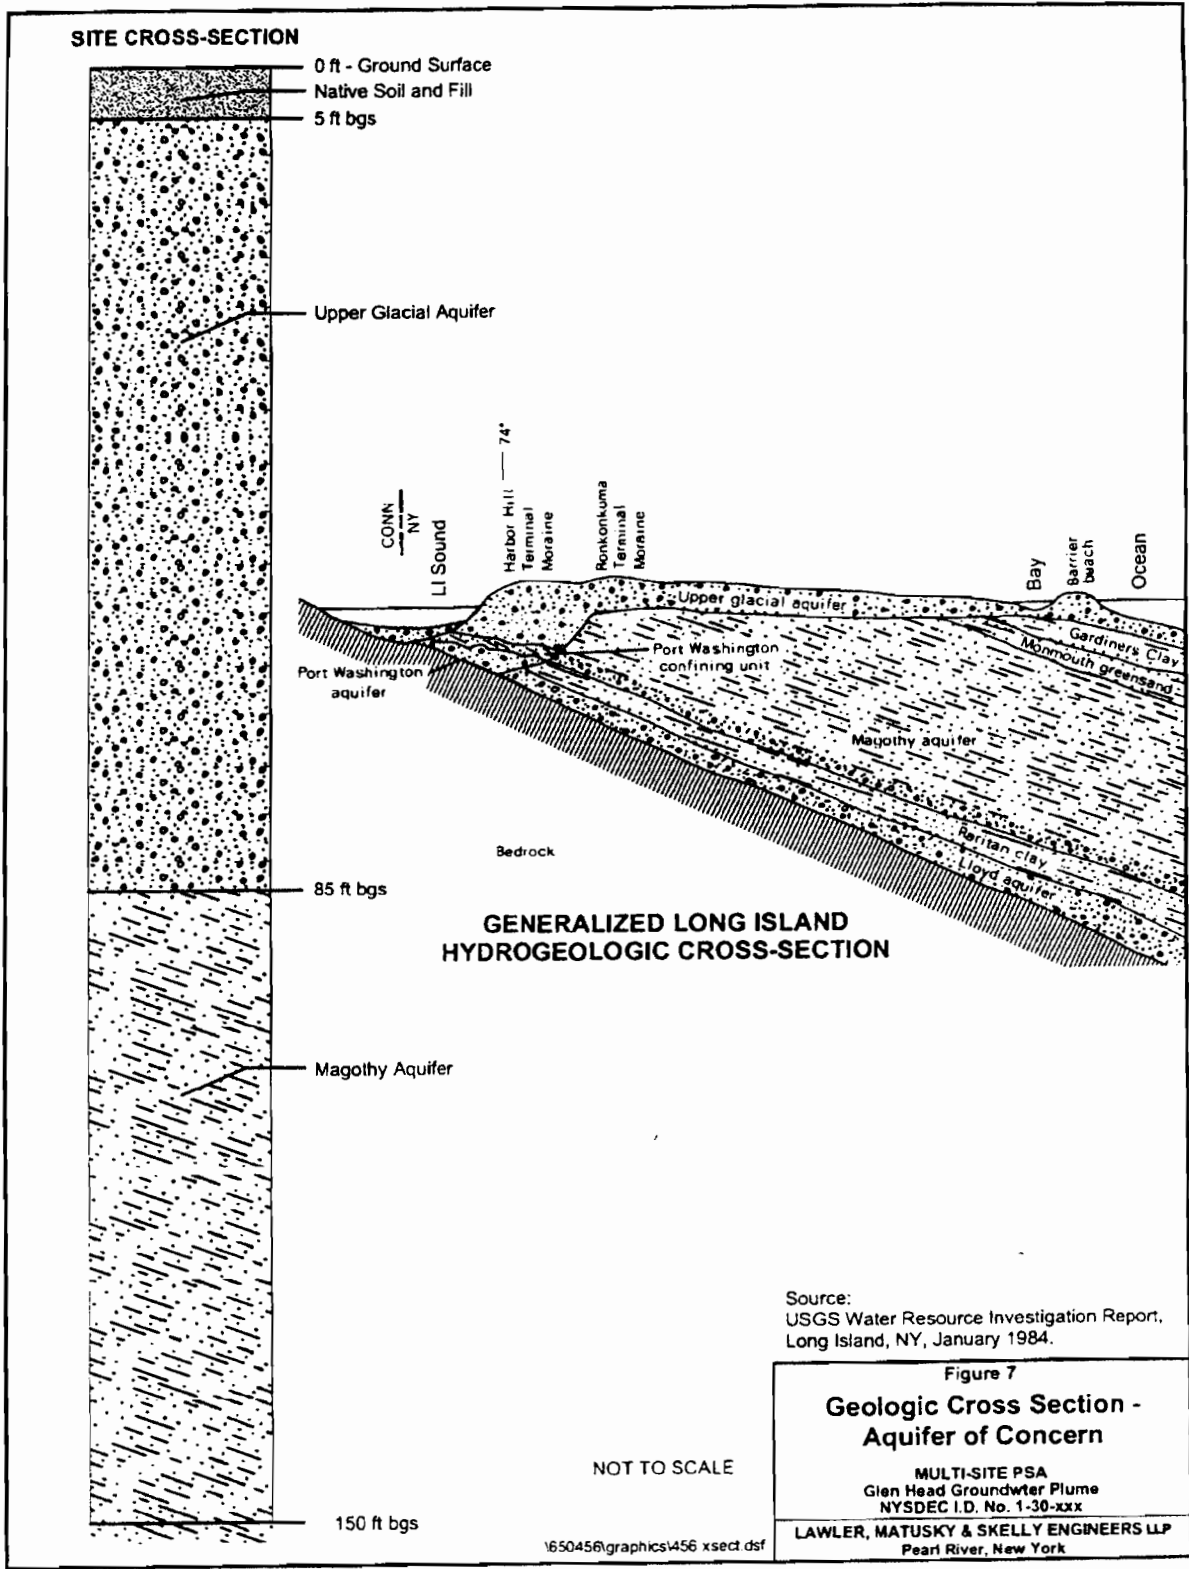 SITE CROSS-SECTION
0 ft - Ground Surface
Native Soil and Fill
5 ft bgs
Upper Glacial Aquifer
85 ft bgs
Magothy Aquifer
150 ft bgs
CONN
NY
LI Sound
Harbor Hill — 74°
Terminal
Moraine
Ronkonkuma
Terminal
Moraine
Bay
Barrier
beach
Ocean
Upper glacial aquifer
Gardiners Clay
Monmouth greensand
Port Washington
confining unit
Port Washington
aquifer
Magothy aquifer
Raritan clay
Lloyd aquifer
Bedrock
GENERALIZED LONG ISLAND
HYDROGEOLOGIC CROSS-SECTION
Source:
USGS Water Resource Investigation Report,
Long Island, NY, January 1984.
NOT TO SCALE
\650456\graphics\456 xsect.dsf
Figure 7
Geologic Cross Section -
Aquifer of Concern
MULTI-SITE PSA
Glen Head Groundwter Plume
NYSDEC I.D. No. 1-30-xxx
LAWLER, MATUSKY & SKELLY ENGINEERS LLP
Pearl River, New York